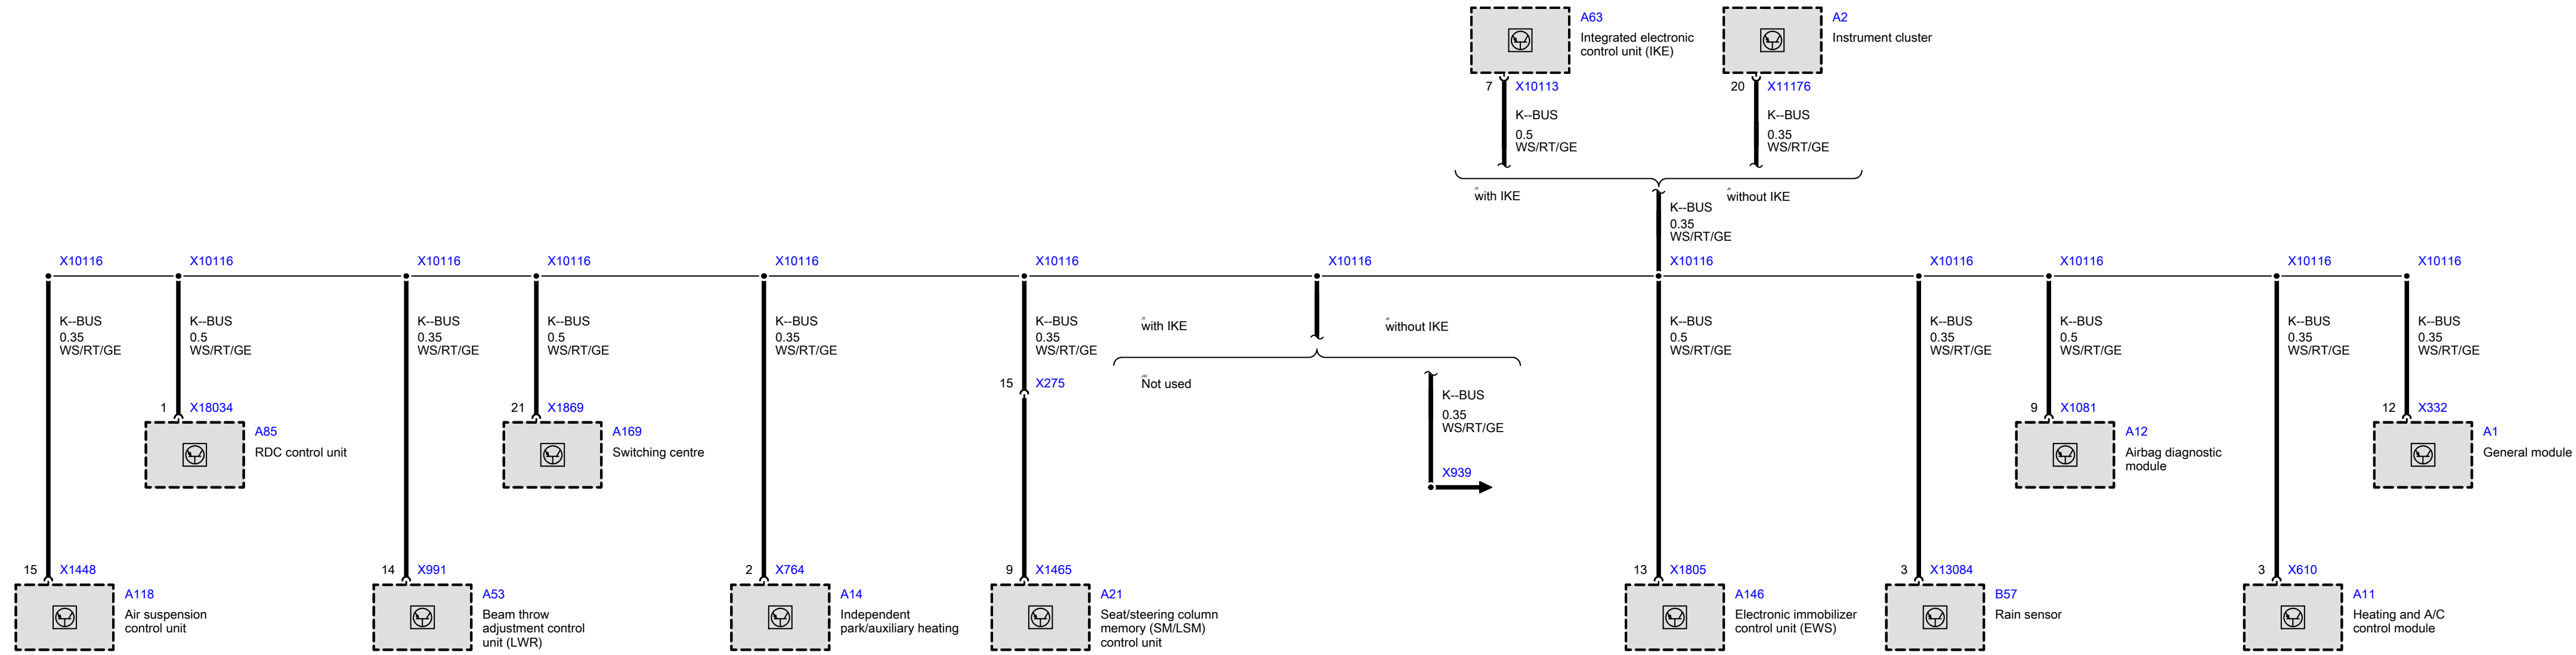 A63
Integrated electronic
control unit (IKE)
A2
Instrument cluster
7 X10113
20 X11176
K--BUS
0.5
WS/RT/GE
K--BUS
0.35
WS/RT/GE
with IKE
without IKE
K--BUS
0.35
WS/RT/GE
X10116 X10116 X10116 X10116 X10116 X10116 X10116 X10116 X10116 X10116 X10116 X10116
K--BUS
0.35
WS/RT/GE
K--BUS
0.5
WS/RT/GE
K--BUS
0.35
WS/RT/GE
K--BUS
0.5
WS/RT/GE
K--BUS
0.35
WS/RT/GE
K--BUS
0.35
WS/RT/GE
with IKE
without IKE
K--BUS
0.5
WS/RT/GE
K--BUS
0.35
WS/RT/GE
K--BUS
0.5
WS/RT/GE
K--BUS
0.35
WS/RT/GE
K--BUS
0.35
WS/RT/GE
15 X275
Not used
K--BUS
0.35
WS/RT/GE
X939
1 X18034
A85
RDC control unit
21 X1869
A169
Switching centre
9 X1081
A12
Airbag diagnostic
module
12 X332
A1
General module
15 X1448
A118
Air suspension
control unit
14 X991
A53
Beam throw
adjustment control
unit (LWR)
2 X764
A14
Independent
park/auxiliary heating
9 X1465
A21
Seat/steering column
memory (SM/LSM)
control unit
13 X1805
A146
Electronic immobilizer
control unit (EWS)
3 X13084
B57
Rain sensor
3 X610
A11
Heating and A/C
control module